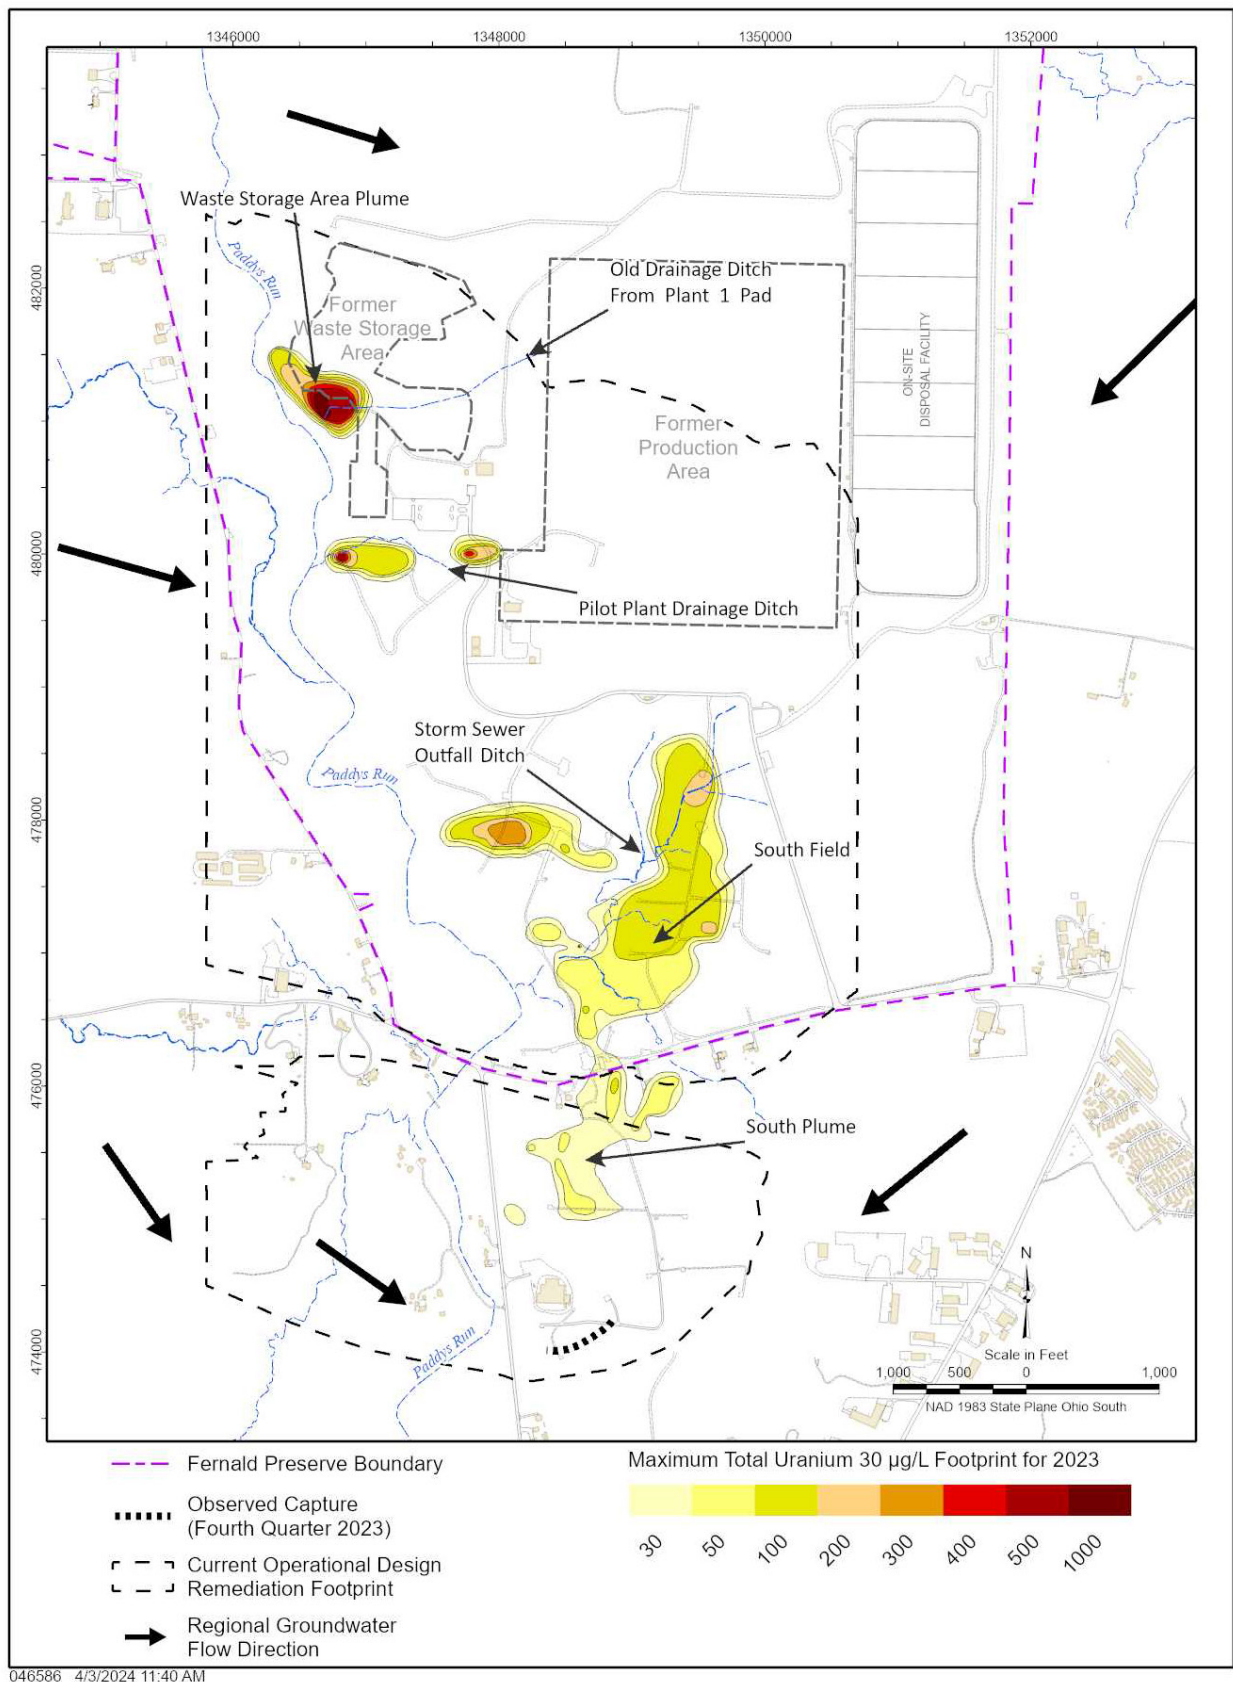 1346000
1348000
1350000
1352000
482000
480000
478000
476000
474000
Waste Storage Area Plume
Paddys Run
Former
Waste Storage
Area
Old Drainage Ditch
From Plant 1 Pad
ON-SITE
DISPOSAL FACILITY
Former
Production
Area
Pilot Plant Drainage Ditch
Storm Sewer
Outfall Ditch
Paddys Run
South Field
South Plume
Paddys Run
N
Scale in Feet
1,000 500 0 1,000
NAD 1983 State Plane Ohio South
Fernald Preserve Boundary
Observed Capture
(Fourth Quarter 2023)
Current Operational Design
Remediation Footprint
Regional Groundwater
Flow Direction
Maximum Total Uranium 30 µg/L Footprint for 2023
30 50 100 200 300 400 500 1000
046586 4/3/2024 11:40 AM